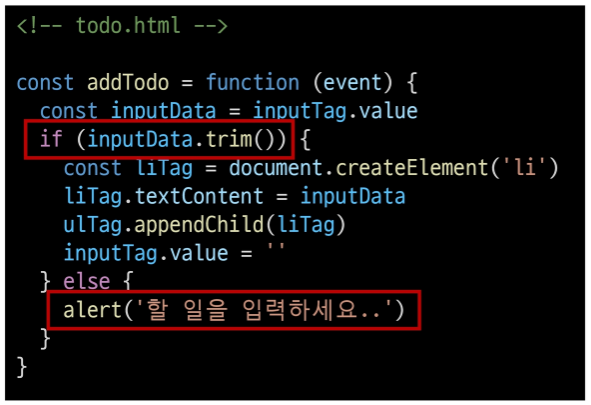 <!-- todo.html -->
const addTodo = function (event) {
const inputData = inputTag.value
if (inputData.trim()) {
const liTag = document.createElement('li')
liTag.textContent = inputData
ulTag.appendChild(liTag)
inputTag.value = ''
} else {
alert('할 일을 입력하세요..')
}
}